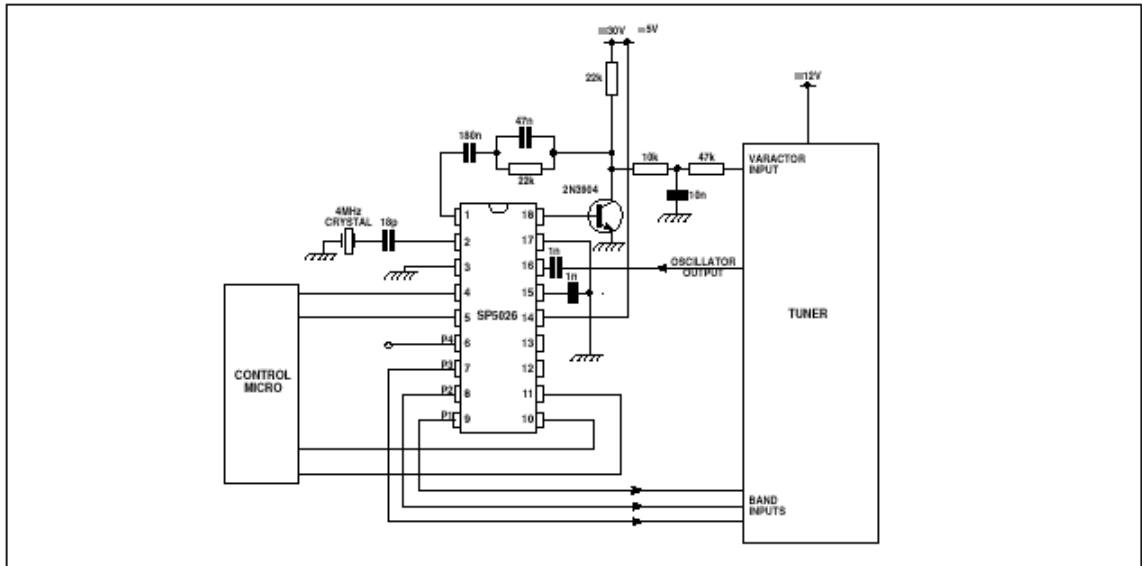 30V
5V
22k
12V
180n
47n
22k
10k
47k
10n
2N3904
VARACTOR
INPUT
4MHz
CRYSTAL
18p
1n
1n
OSCILLATOR
OUTPUT
1
18
2
17
3
16
4
15
5
SP5026
14
P4
6
13
P3
7
12
P2
8
11
P1
9
10
TUNER
CONTROL
MICRO
BAND
INPUTS